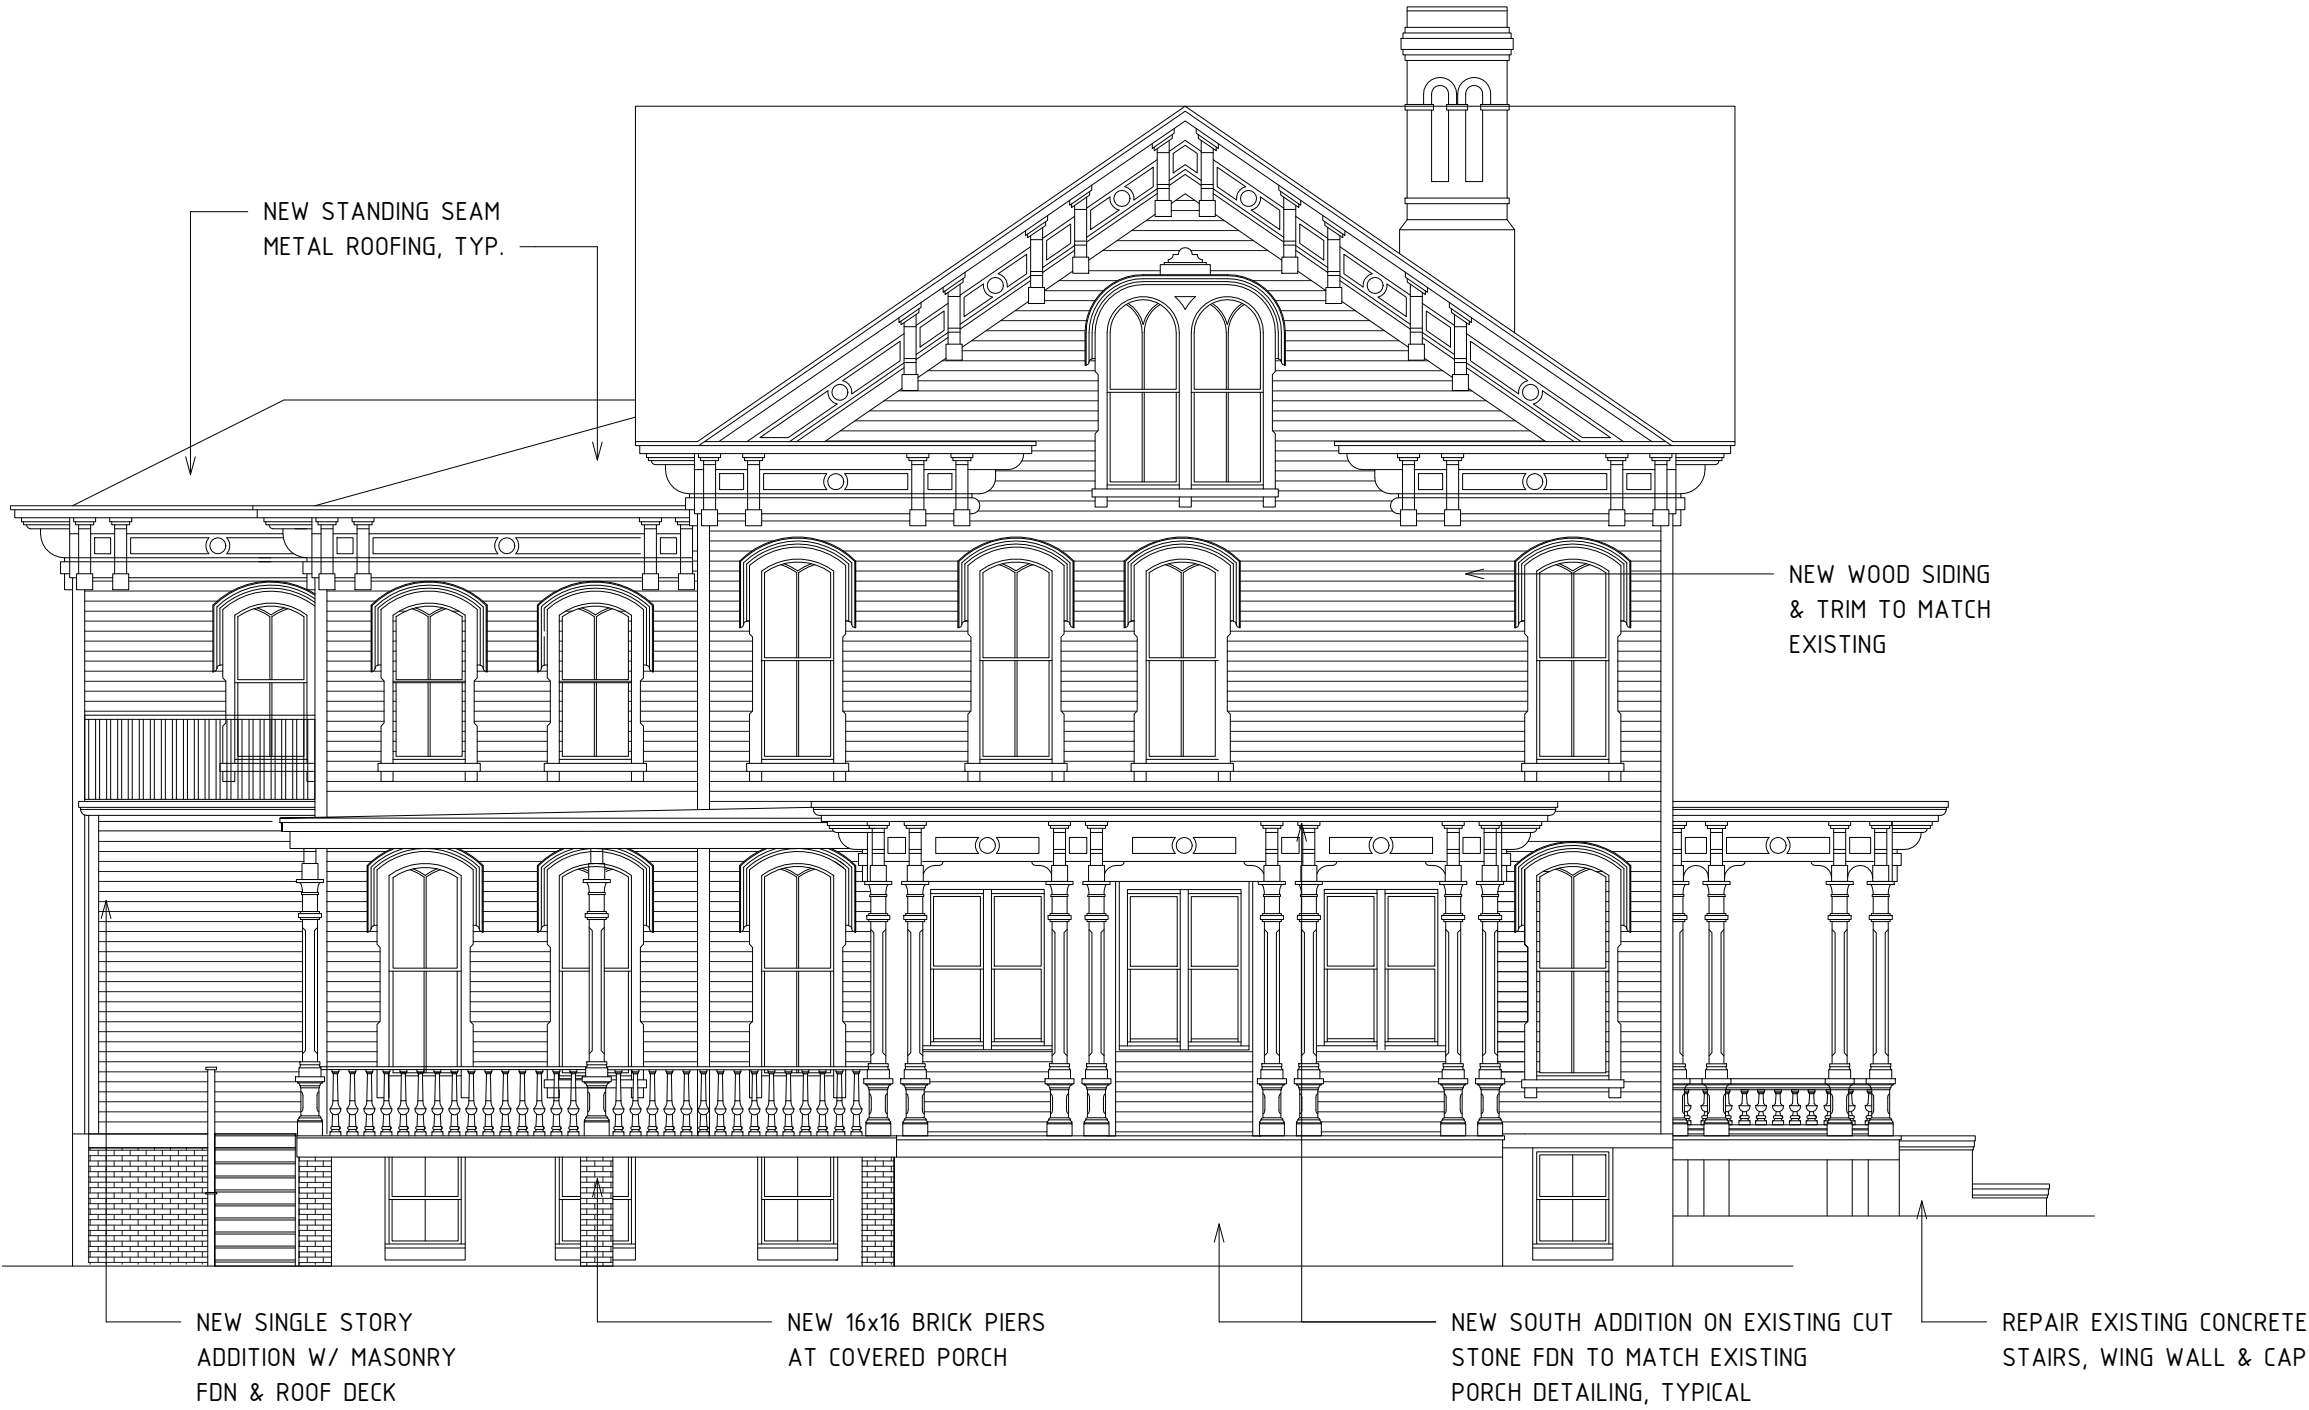 NEW STANDING SEAM
METAL ROOFING, TYP.
NEW WOOD SIDING
& TRIM TO MATCH
EXISTING
NEW SINGLE STORY
ADDITION W/ MASONRY
FDN & ROOF DECK
NEW 16x16 BRICK PIERS
AT COVERED PORCH
NEW SOUTH ADDITION ON EXISTING CUT
STONE FDN TO MATCH EXISTING
PORCH DETAILING, TYPICAL
REPAIR EXISTING CONCRETE
STAIRS, WING WALL & CAP